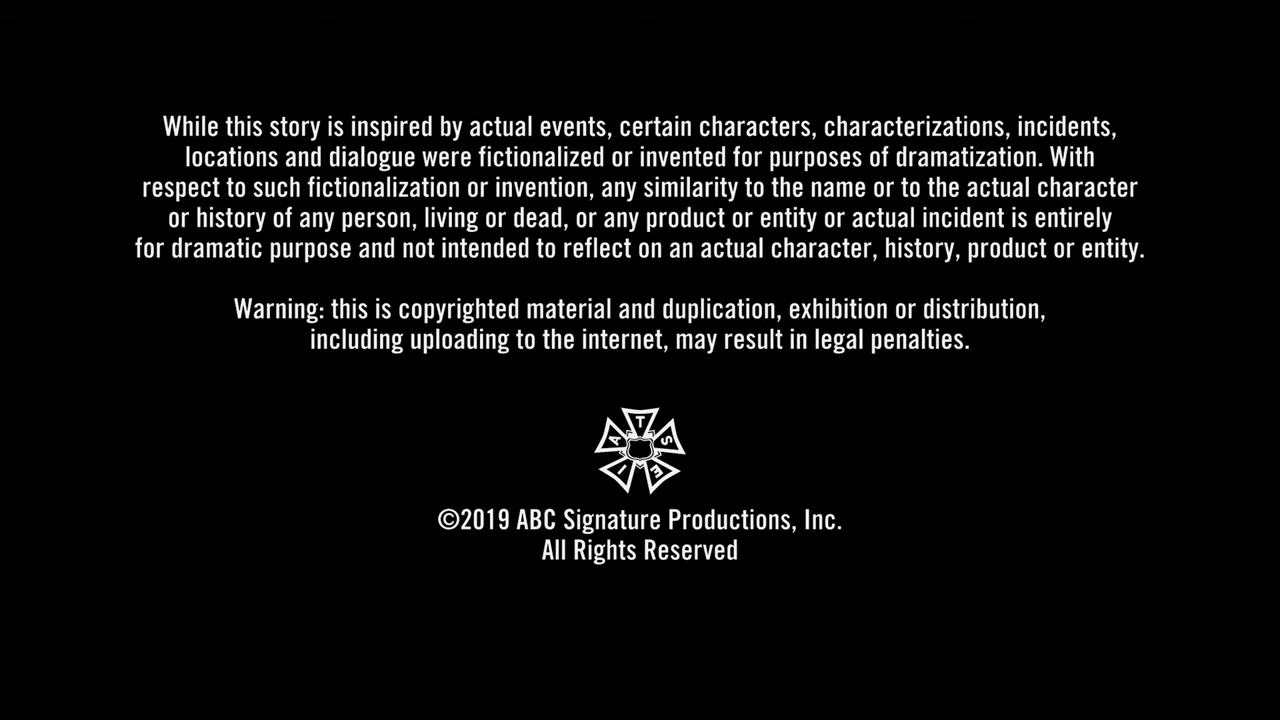 While this story is inspired by actual events, certain characters, characterizations, incidents,
locations and dialogue were fictionalized or invented for purposes of dramatization. With
respect to such fictionalization or invention, any similarity to the name or to the actual character
or history of any person, living or dead, or any product or entity or actual incident is entirely
for dramatic purpose and not intended to reflect on an actual character, history, product or entity.
Warning: this is copyrighted material and duplication, exhibition or distribution,
including uploading to the internet, may result in legal penalties.
I A T S E
©2019 ABC Signature Productions, Inc.
All Rights Reserved